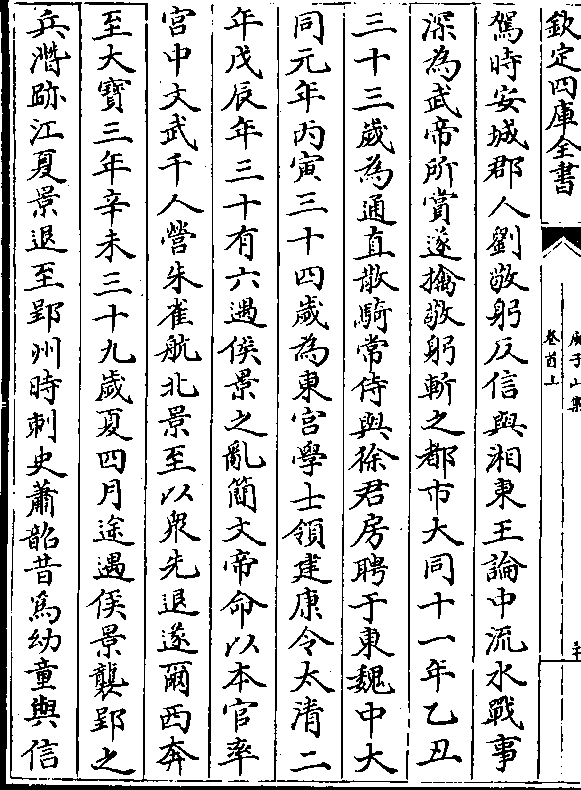 欽定四庫全書
庾子山集
卷首上
駕時安城郡人劉敬躬反信與湘東王論中流水戰事
深為武帝所賞遂擒敬躬斬之都市大同十一年乙丑
三十三歲為通直散騎常侍與徐君房聘于東魏中大
同元年丙寅三十四歲為東宮學士領建康令太清二
年戊辰年三十有六遇侯景之亂簡文帝命以本官率
宮中文武千人營朱雀航北景至以衆先退遂爾西奔
至大寶三年辛未三十九歲夏四月途遇侯景襲郢之
兵濳跡江夏景退至郢州時刺史蕭韶昔為幼童與信